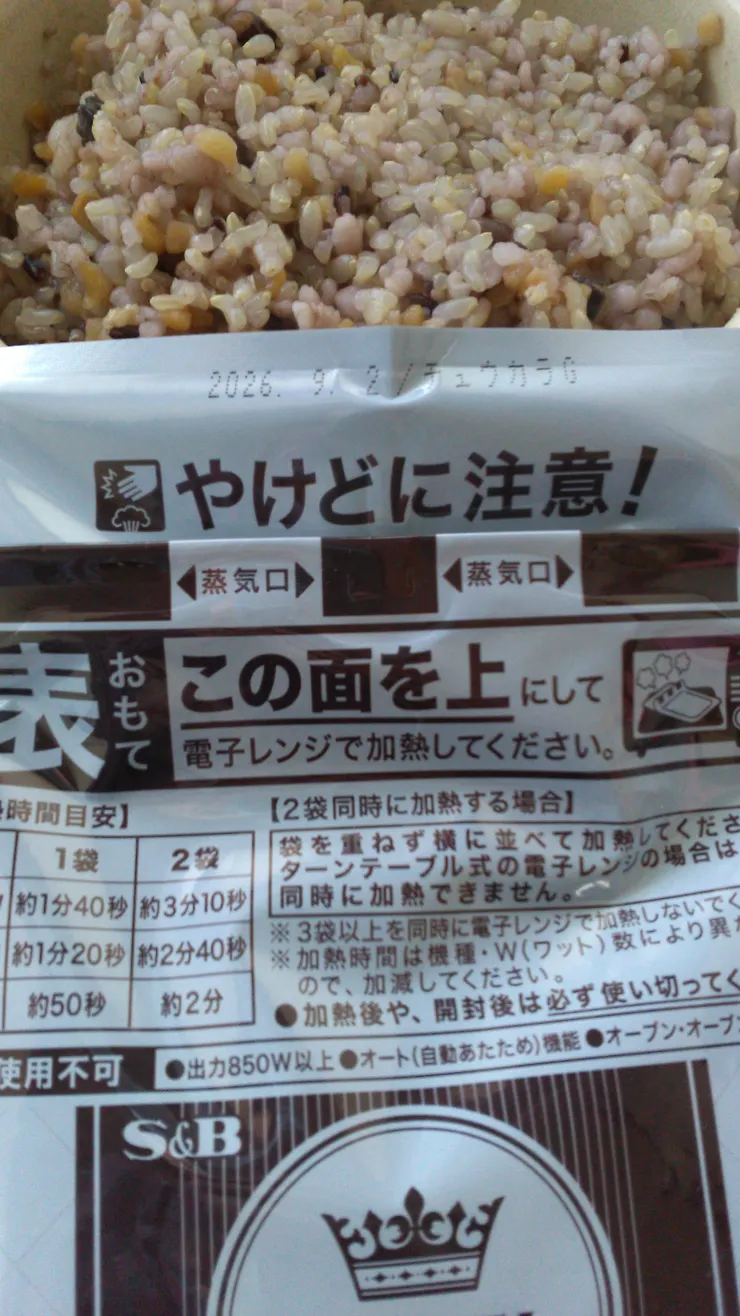 2026. 9. 2/チュウカラG
やけどに注意!
◀蒸気口▶ ◀蒸気口▶
表 おもて この面を上にして
電子レンジで加熱してください。
時間目安】
1袋 2袋
約1分40秒 約3分10秒
約1分20秒 約2分40秒
約50秒 約2分
【2袋同時に加熱する場合】
袋を重ねず横に並べて加熱してくださ
ターンテーブル式の電子レンジの場合は
同時に加熱できません。
※3袋以上を同時に電子レンジで加熱しないでく
※加熱時間は機種・W(ワット)数により異
ので、加減してください。
●加熱後や、開封後は必ず使い切ってく
使用不可 ●出力850W以上●オート(自動あたため)機能●オーブン・オーブ
S&B